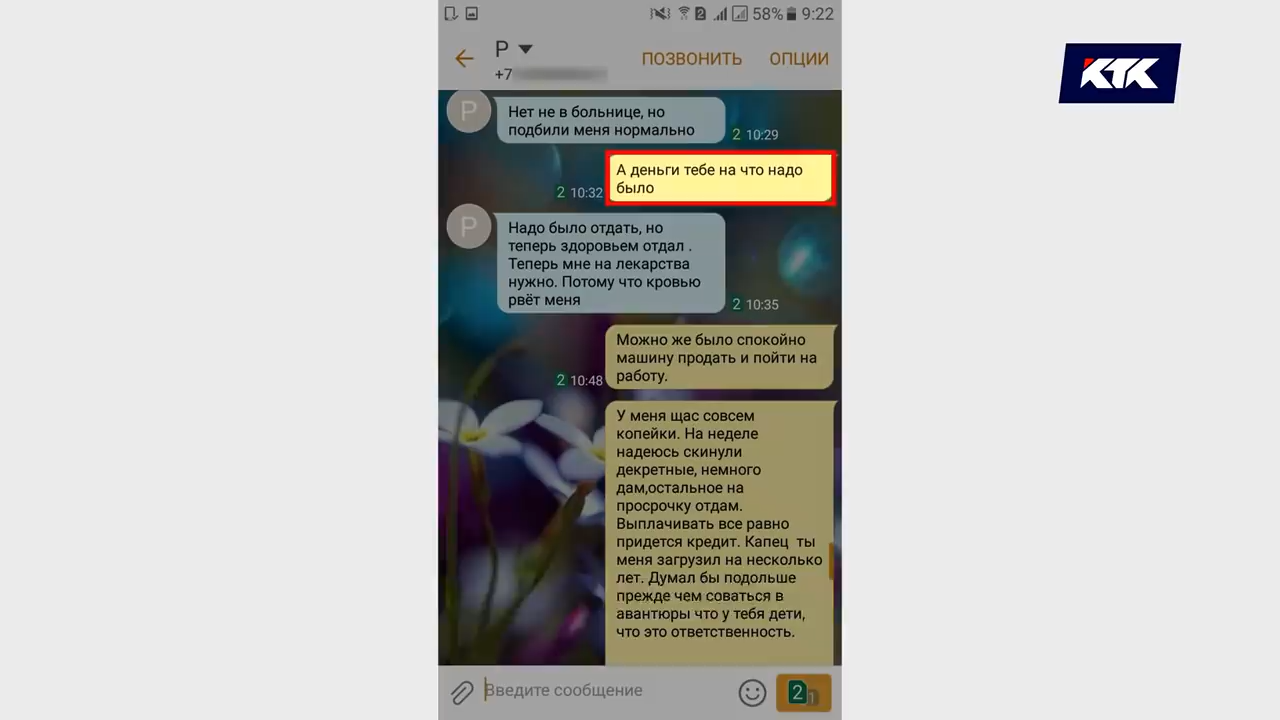 2 58% 9:22
Р
+7
ПОЗВОНИТЬ ОПЦИИ
КТК
Р
Нет не в больнице, но
подбили меня нормально
2 10:29
А деньги тебе на что надо
было
2 10:32
Р
Надо было отдать, но
теперь здоровьем отдал .
Теперь мне на лекарства
нужно. Потому что кровью
рвёт меня
2 10:35
Можно же было спокойно
машину продать и пойти на
работу.
2 10:48
У меня щас совсем
копейки. На неделе
надеюсь скинули
декретные, немного
дам,остальное на
просрочку отдам.
Выплачивать все равно
придется кредит. Капец ты
меня загрузил на несколько
лет. Думал бы подольше
прежде чем соваться в
авантюры что у тебя дети,
что это ответственность.
Введите сообщение
2 1